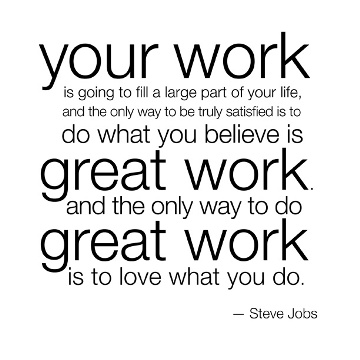 your work
is going to fill a large part of your life,
and the only way to be truly satisfied is to
do what you believe is
great work.
and the only way to do
great work
is to love what you do.
— Steve Jobs